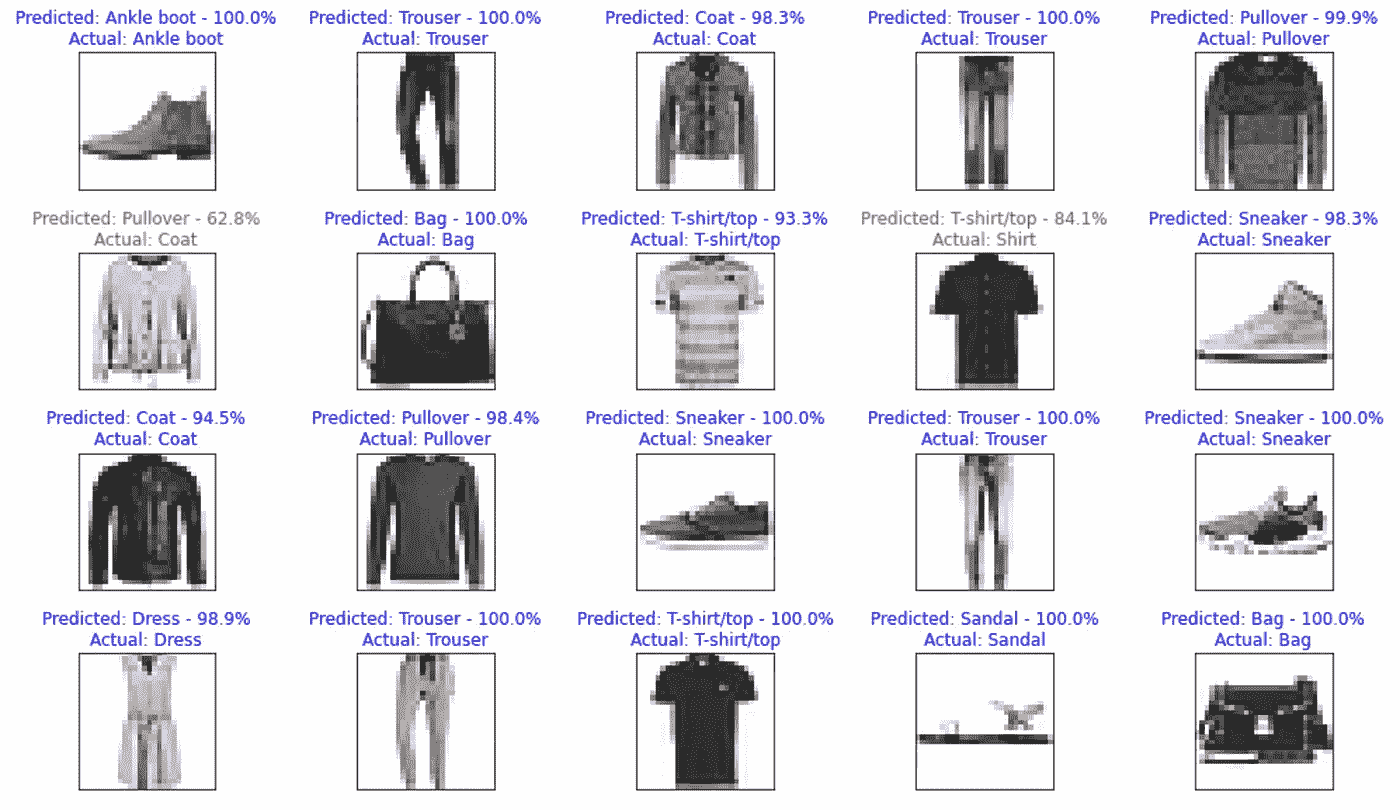 Predicted: Ankle boot - 100.0%
Actual: Ankle boot
Predicted: Trouser - 100.0%
Actual: Trouser
Predicted: Coat - 98.3%
Actual: Coat
Predicted: Trouser - 100.0%
Actual: Trouser
Predicted: Pullover - 99.9%
Actual: Pullover
Predicted: Pullover - 62.8%
Actual: Coat
Predicted: Bag - 100.0%
Actual: Bag
Predicted: T-shirt/top - 93.3%
Actual: T-shirt/top
Predicted: T-shirt/top - 84.1%
Actual: Shirt
Predicted: Sneaker - 98.3%
Actual: Sneaker
Predicted: Coat - 94.5%
Actual: Coat
Predicted: Pullover - 98.4%
Actual: Pullover
Predicted: Sneaker - 100.0%
Actual: Sneaker
Predicted: Trouser - 100.0%
Actual: Trouser
Predicted: Sneaker - 100.0%
Actual: Sneaker
Predicted: Dress - 98.9%
Actual: Dress
Predicted: Trouser - 100.0%
Actual: Trouser
Predicted: T-shirt/top - 100.0%
Actual: T-shirt/top
Predicted: Sandal - 100.0%
Actual: Sandal
Predicted: Bag - 100.0%
Actual: Bag